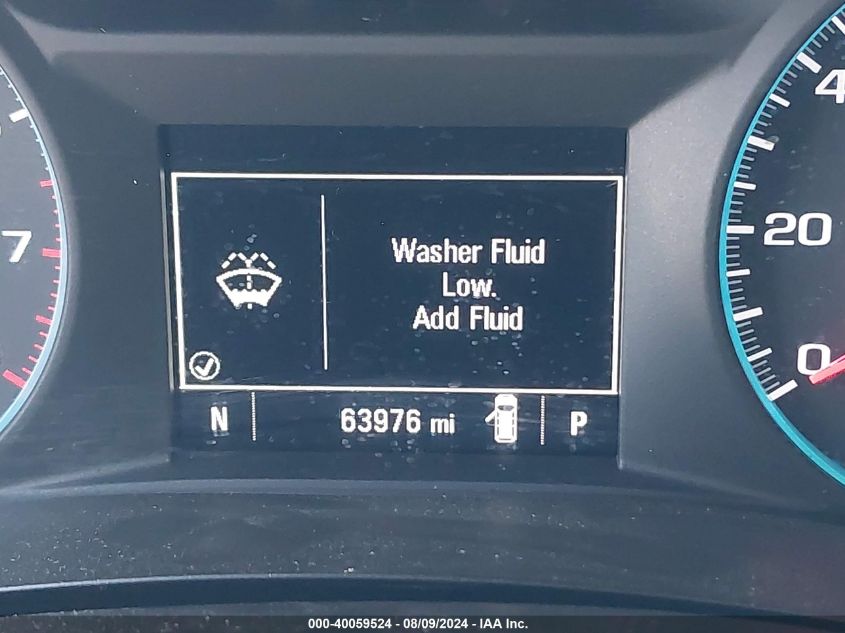 4
7
20
Washer Fluid
Low.
Add Fluid
0
N 63976 mi P
000-40059524 - 08/09/2024 - IAA Inc.